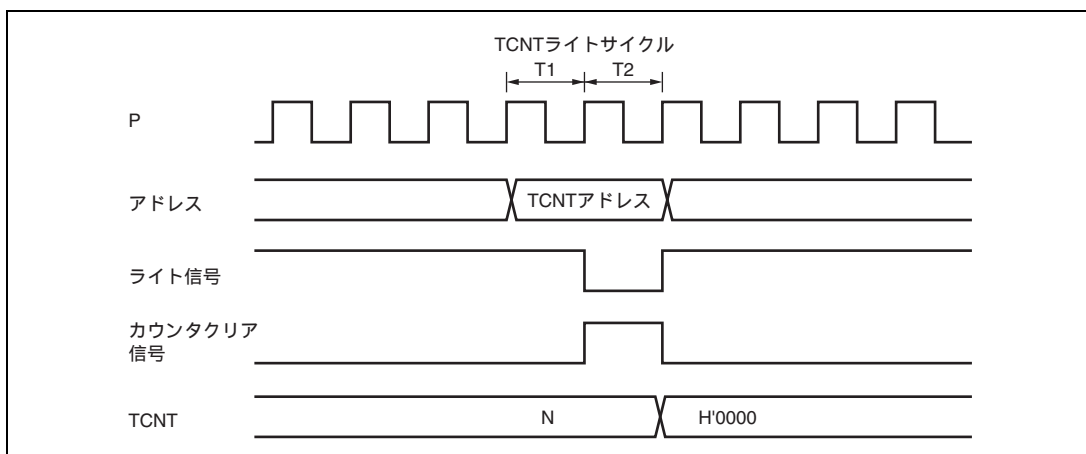 TCNTライトサイクル
T1 T2
P
アドレス
TCNTアドレス
ライト信号
カウンタクリア
信号
TCNT
N
H'0000